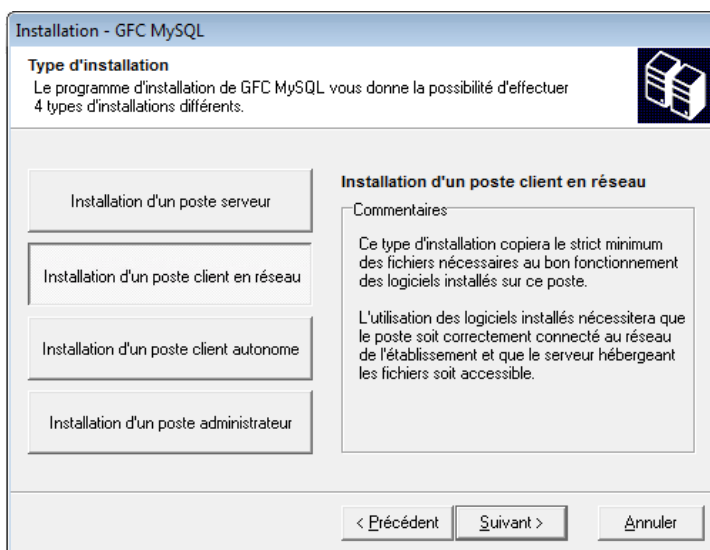 Installation - GFC MySQL
Type d'installation
Le programme d'installation de GFC MySQL vous donne la possibilité d'effectuer
4 types d'installations différents.
Installation d'un poste serveur
Installation d'un poste client en réseau
Installation d'un poste client autonome
Installation d'un poste administrateur
Installation d'un poste client en réseau
Commentaires
Ce type d'installation copiera le strict minimum
des fichiers nécessaires au bon fonctionnement
des logiciels installés sur ce poste.
L'utilisation des logiciels installés nécessitera que
le poste soit correctement connecté au réseau
de l'établissement et que le serveur hébergeant
les fichiers soit accessible.
< Précédent
Suivant >
Annuler